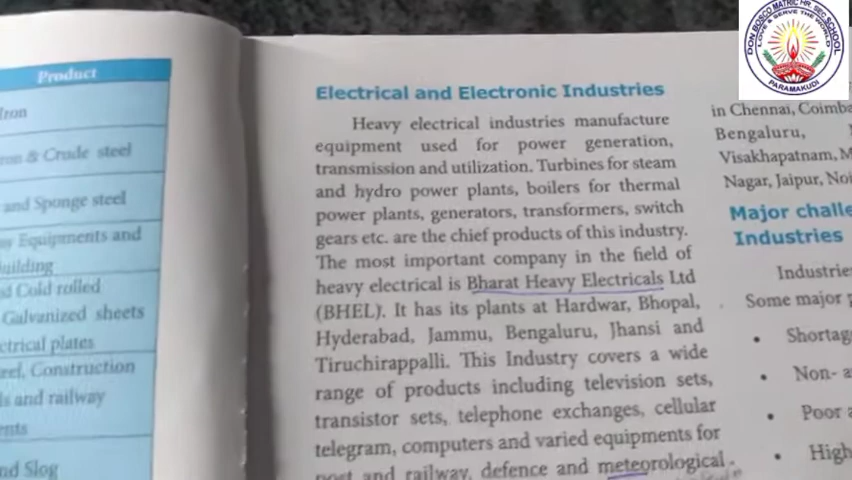 Product
Iron
& Crude steel
and Sponge steel
Equipments and
Building
Cold rolled
Galvanized sheets
plates
Construction
and railway
and Slog
Electrical and Electronic Industries
Heavy electrical industries manufacture
equipment used for power generation,
transmission and utilization. Turbines for steam
and hydro power plants, boilers for thermal
power plants, generators, transformers, switch
gears etc. are the chief products of this industry.
The most important company in the field of
heavy electrical is Bharat Heavy Electricals Ltd
(BHEL). It has its plants at Hardwar, Bhopal,
Hyderabad, Jammu, Bengaluru, Jhansi and
Tiruchirappalli. This Industry covers a wide
range of products including television sets,
transistor sets, telephone exchanges, cellular
telegram, computers and varied equipments for
post and railway, defence and meteorological
in Chennai, Coimba
Bengaluru,
Visakhapatnam, M
Nagar, Jaipur, Noi
Major challe
Industries
Industrie
Some major p
• Shortag
• Non- a
• Poor a
• High
DON BOSCO MATRIC HR. SEC. SCHOOL
LOVE & SERVE THE WORLD
PARAMAKUDI